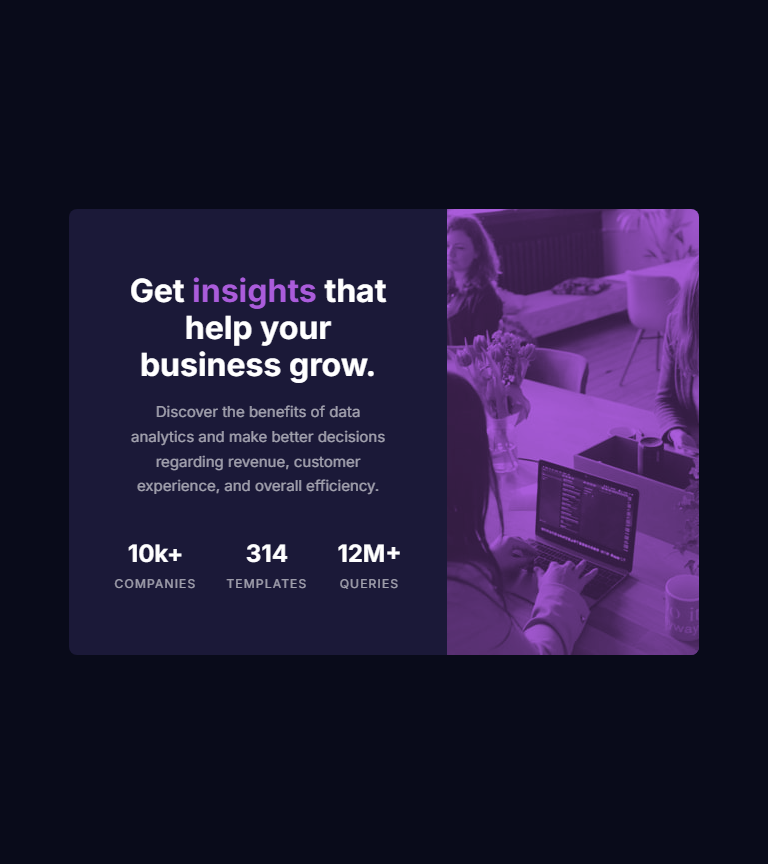 Get insights that
help your
business grow.
Discover the benefits of data
analytics and make better decisions
regarding revenue, customer
experience, and overall efficiency.
10k+ 314 12M+
COMPANIES TEMPLATES QUERIES